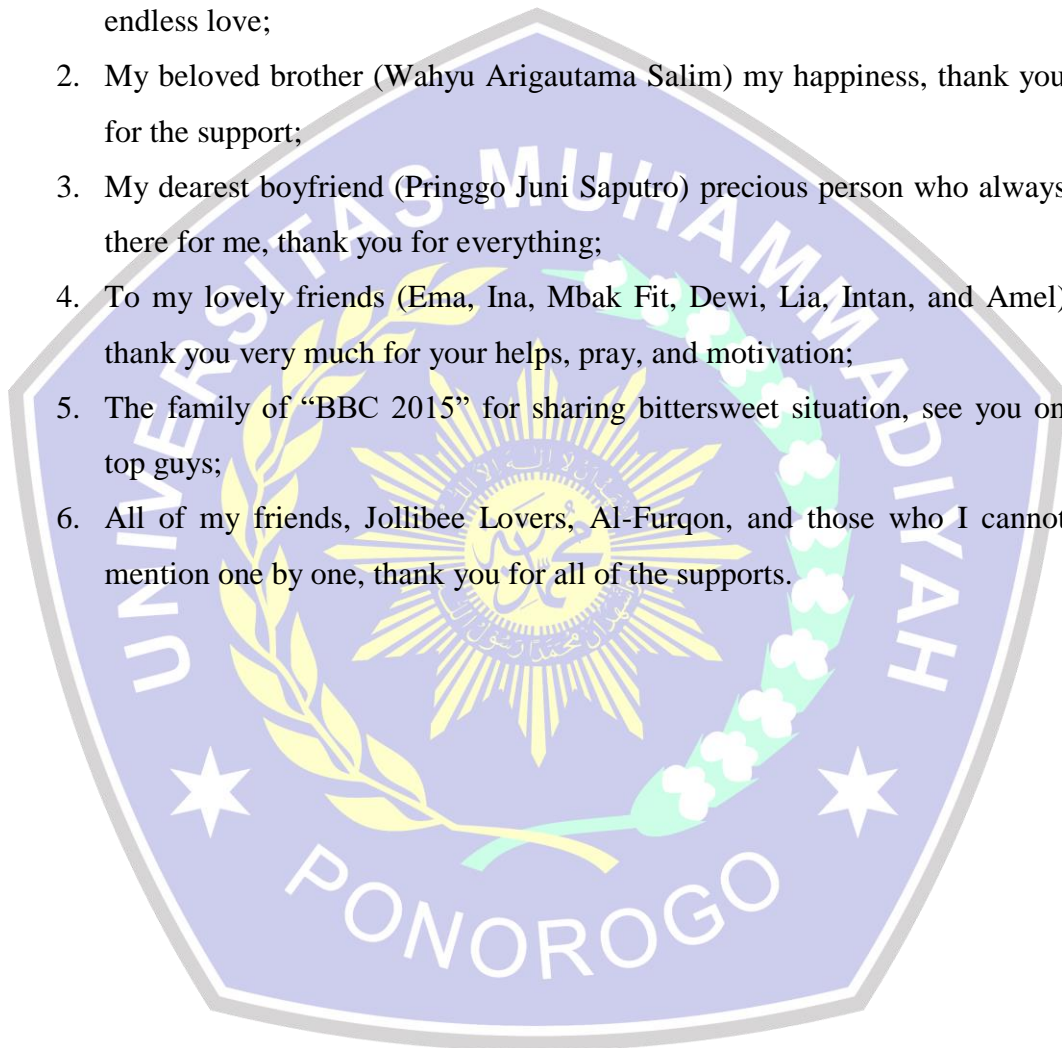 endless love;
2. My beloved brother (Wahyu Arigautama Salim) my happiness, thank you
for the support;
3. My dearest boyfriend (Pringgo Juni Saputro) precious person who always
there for me, thank you for everything;
4. To my lovely friends (Ema, Ina, Mbak Fit, Dewi, Lia, Intan, and Amel)
thank you very much for your helps, pray, and motivation;
5. The family of “BBC 2015” for sharing bittersweet situation, see you on
top guys;
6. All of my friends, Jollibee Lovers, Al-Furqon, and those who I cannot
mention one by one, thank you for all of the supports.
UNIVERSITAS MUHAMMADIYAH
PONOROGO